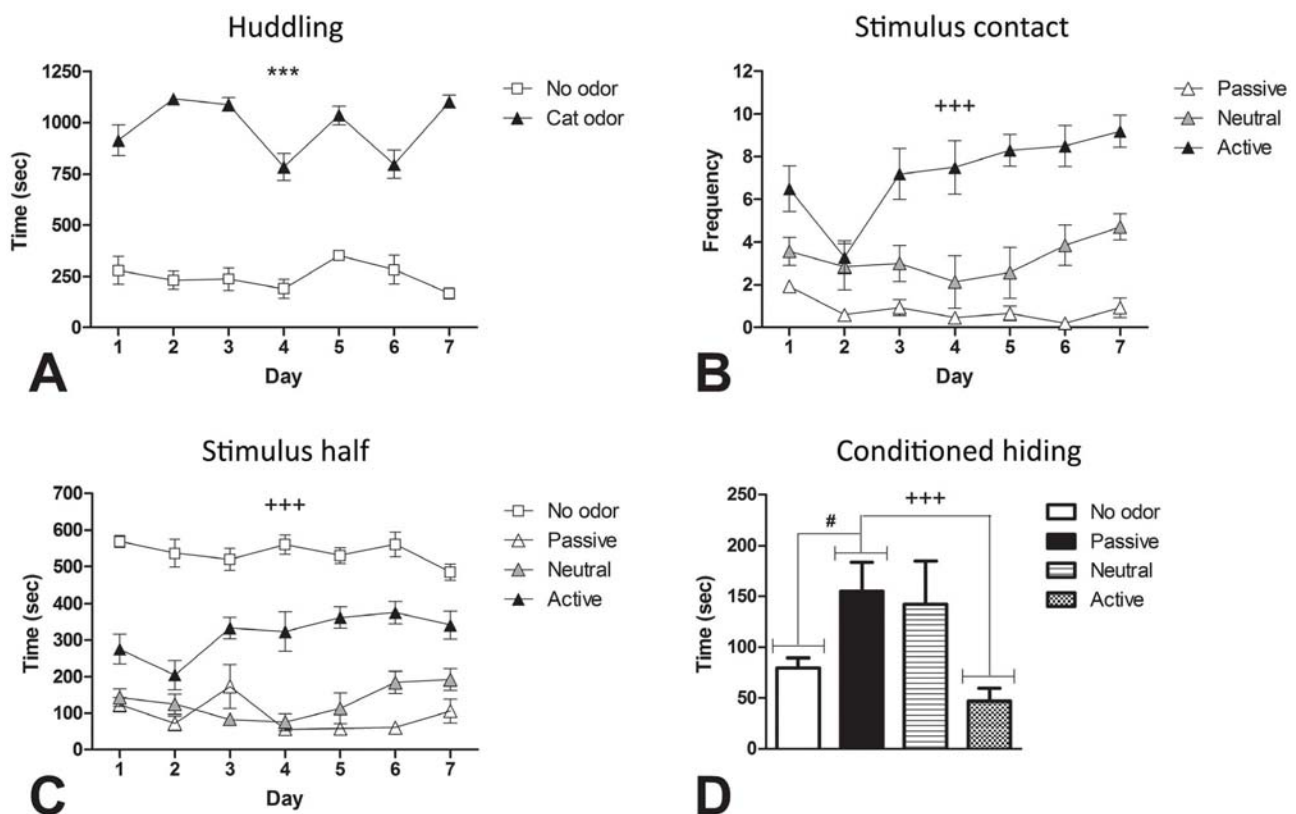 Huddling
***
1250
1000
750
500
250
0
Time (sec)
1 2 3 4 5 6 7
Day
No odor
Cat odor
A
Stimulus contact
+++
12
10
8
6
4
2
0
Frequency
1 2 3 4 5 6 7
Day
Passive
Neutral
Active
B
Stimulus half
+++
700
600
500
400
300
200
100
0
Time (sec)
1 2 3 4 5 6 7
Day
No odor
Passive
Neutral
Active
C
Conditioned hiding
+++
#
250
200
150
100
50
0
Time (sec)
No odor
Passive
Neutral
Active
D